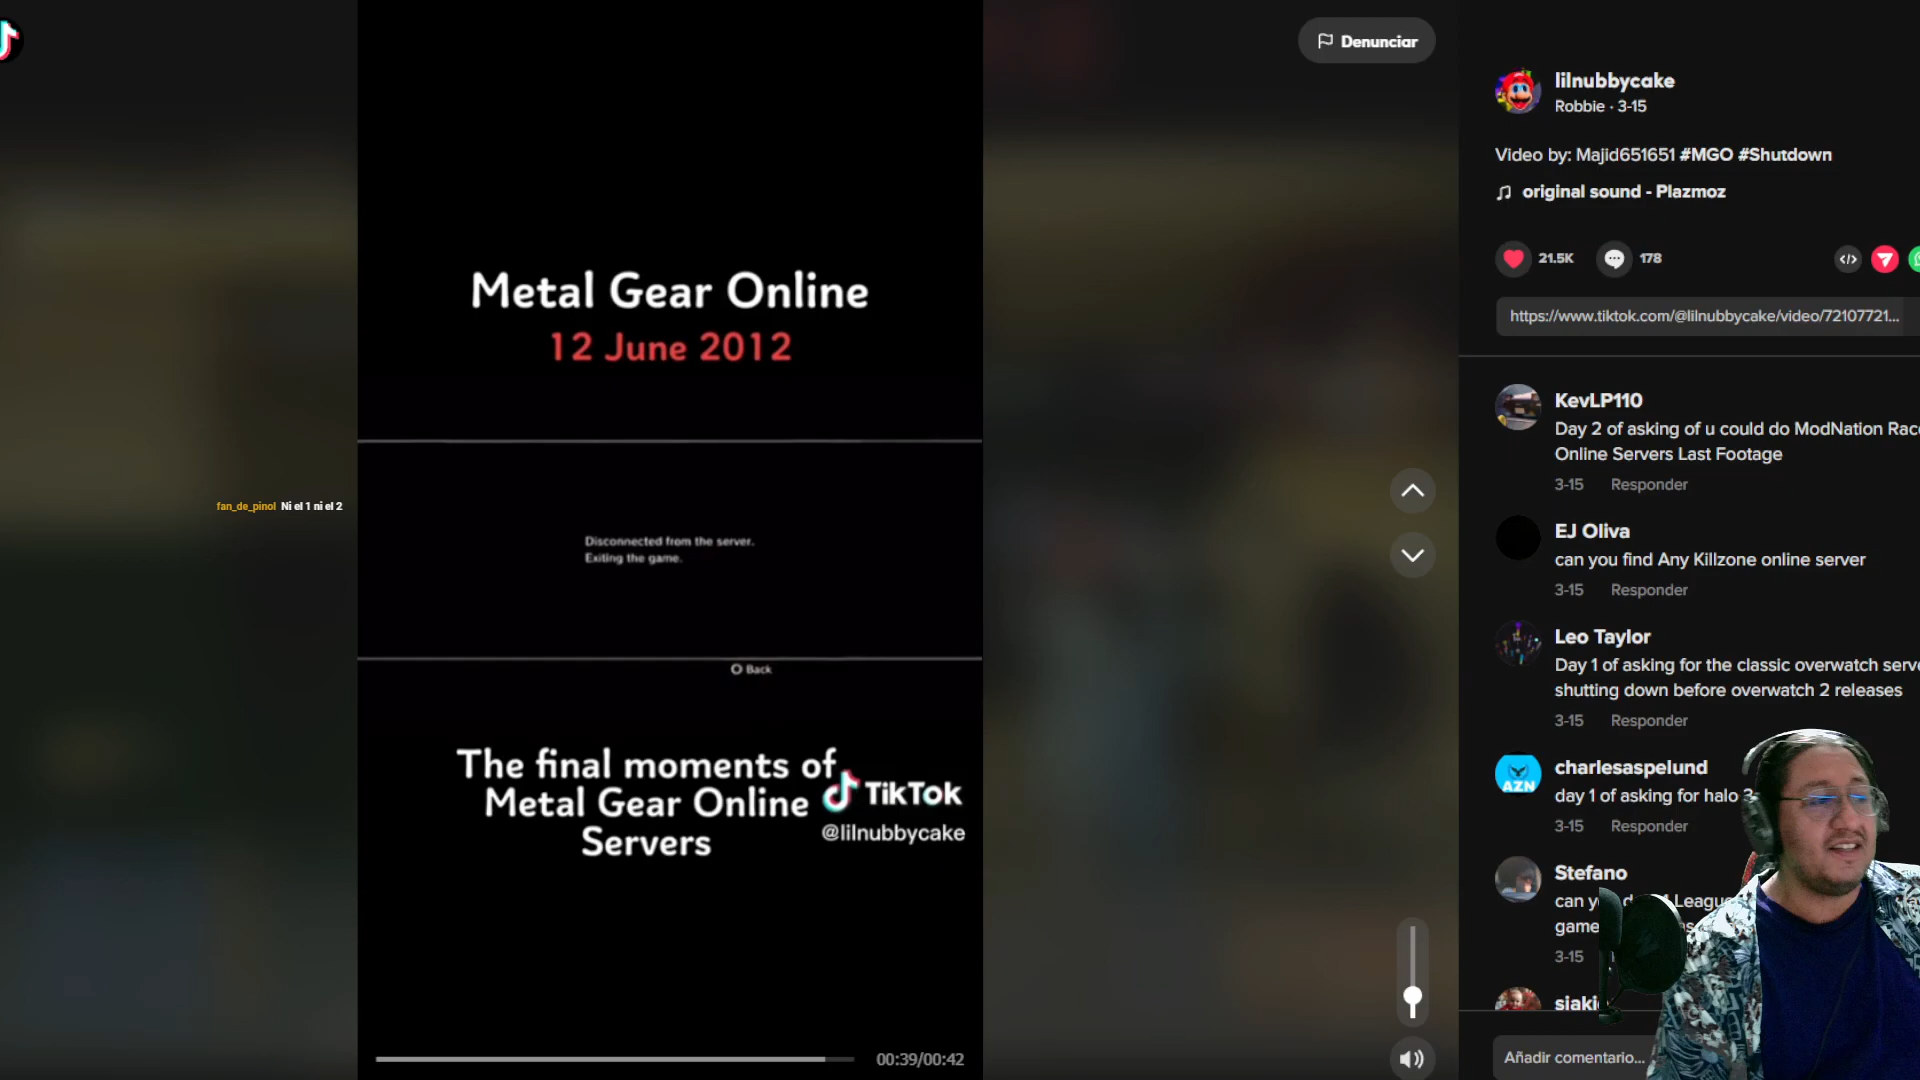 Denunciar
lilnubbycake
Robbie · 3-15
Video by: Majid651651 #MGO #Shutdown
original sound - Plazmoz
21.5K
178
https://www.tiktok.com/@lilnubbycake/video/72107721...
Metal Gear Online
12 June 2012
Disconnected from the server.
Exiting the game.
Back
The final moments of
Metal Gear Online
Servers
TikTok
@lilnubbycake
00:39/00:42
fan_de_pinol Ni el 1 ni el 2
KevLP110
Day 2 of asking of u could do ModNation
Online Servers Last Footage
3-15 Responder
EJ Oliva
can you find Any Killzone online server
3-15 Responder
Leo Taylor
Day 1 of asking for the classic overwatch
shutting down before overwatch 2 releases
3-15 Responder
AZN
charlesaspelund
day 1 of asking for halo 3
3-15 Responder
Stefano
can
game
3-15
Añadir comentario...